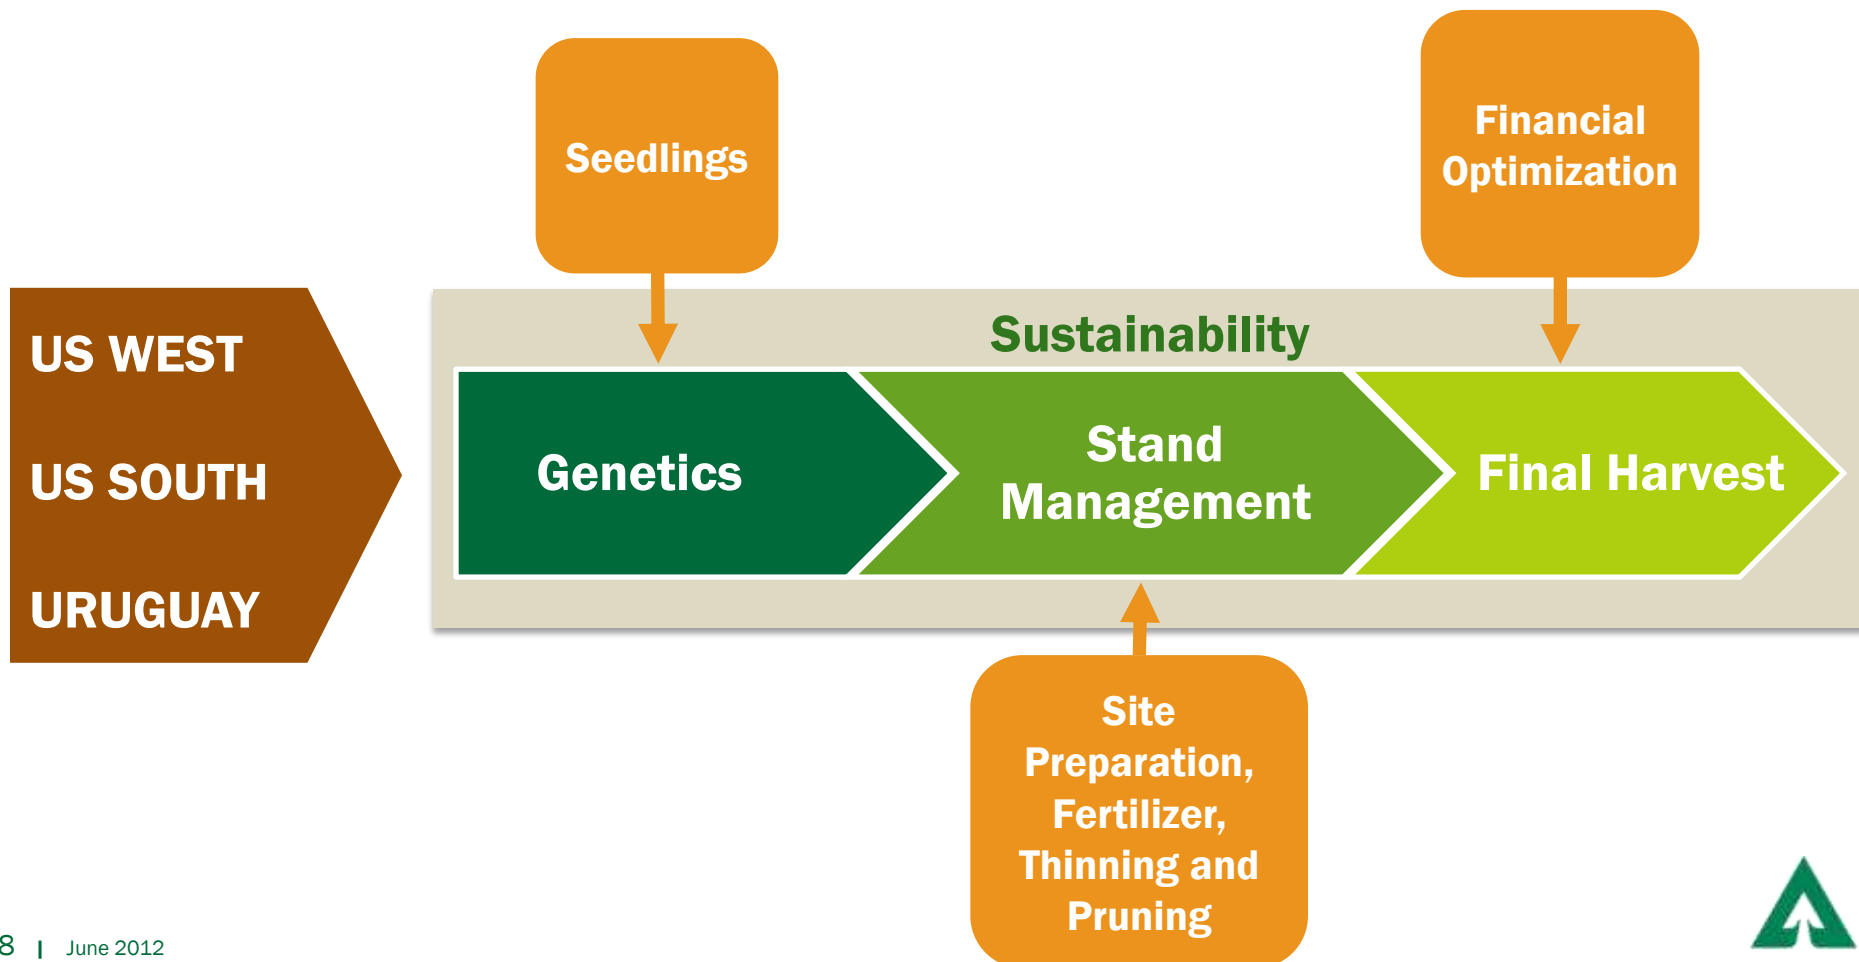 Seedlings
Financial
Optimization
US WEST
US SOUTH
URUGUAY
Sustainability
Genetics
Stand
Management
Final Harvest
Site
Preparation,
Fertilizer,
Thinning and
Pruning
8 | June 2012